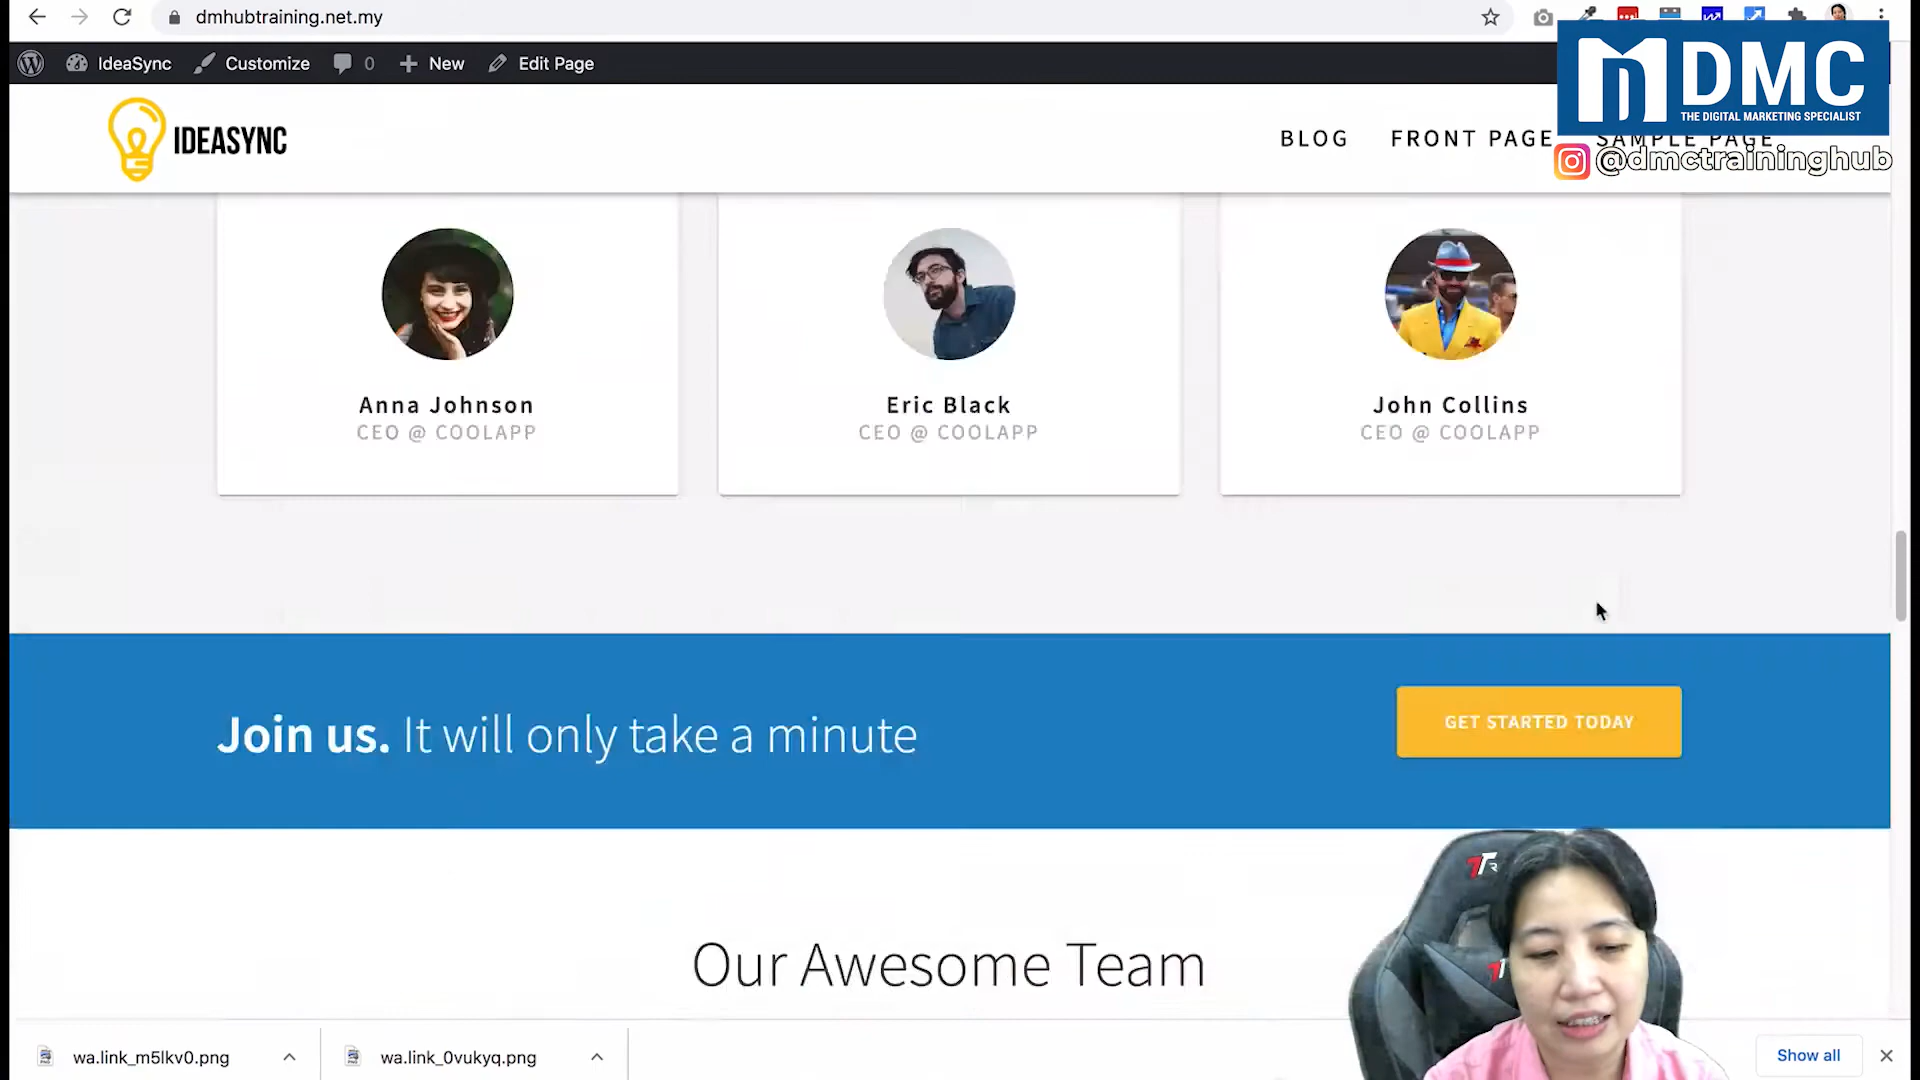 dmhubtraining.net.my
IdeaSync
Customize
0
New
Edit Page
DMC
THE DIGITAL MARKETING SPECIALIST
@dmctraininghub
IDEASYNC
BLOG
FRONT PAGE
SAMPLE PAGE
Anna Johnson
CEO @ COOLAPP
Eric Black
CEO @ COOLAPP
John Collins
CEO @ COOLAPP
Join us. It will only take a minute
GET STARTED TODAY
Our Awesome Team
wa.link_m5lkv0.png
wa.link_0vukyq.png
Show all